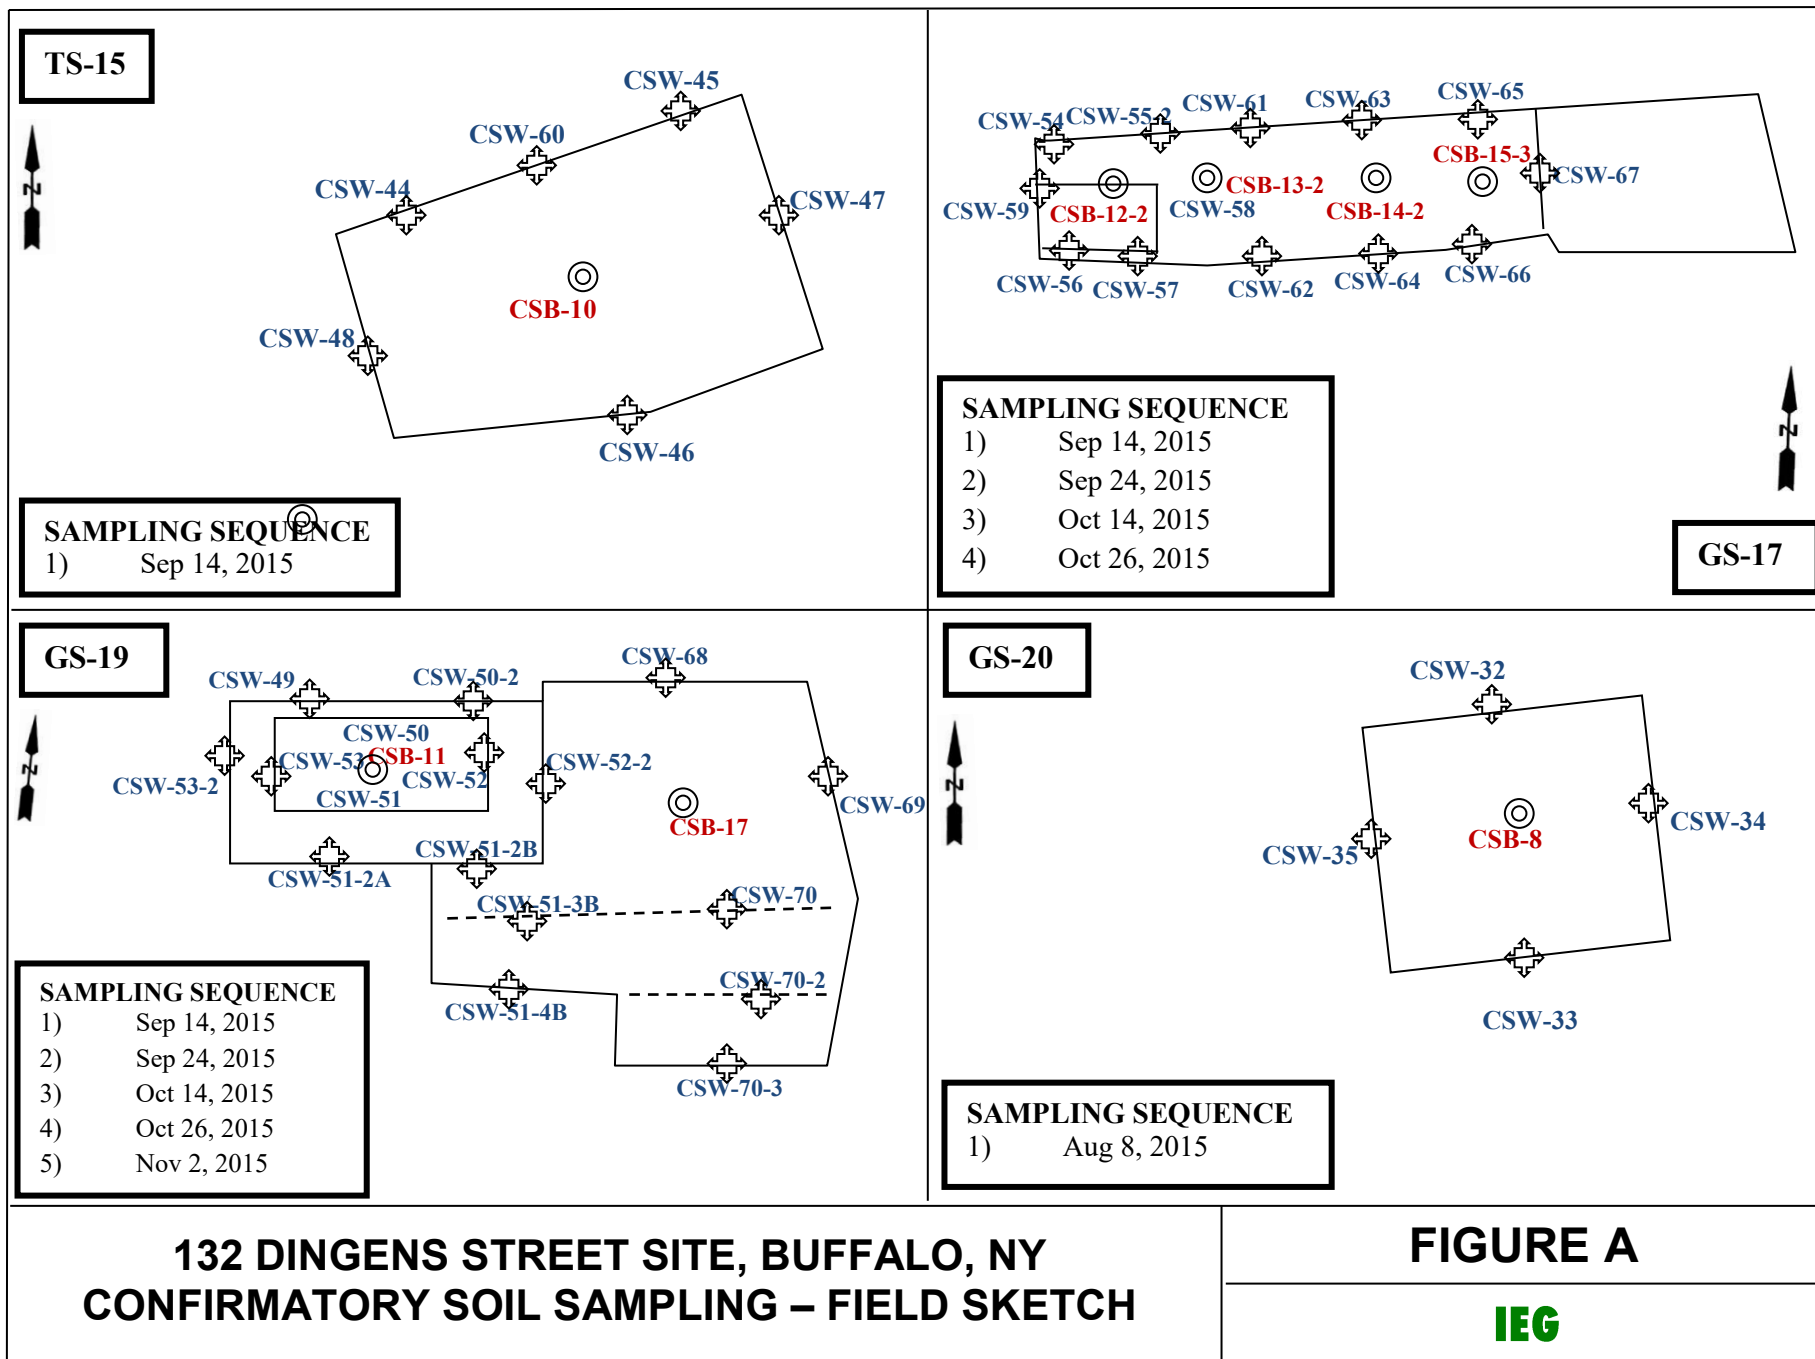 TS-15
CSW-45
CSW-60
CSW-44
CSW-47
N
CSB-10
CSW-48
CSW-46
SAMPLING SEQUENCE
1) Sep 14, 2015
CSW-54
CSW-55-2
CSW-61
CSW-63
CSW-65
CSB-15-3
CSW-67
CSB-13-2
CSW-59
CSB-12-2
CSW-58
CSB-14-2
CSW-56
CSW-57
CSW-62
CSW-64
CSW-66
SAMPLING SEQUENCE
1) Sep 14, 2015
2) Sep 24, 2015
3) Oct 14, 2015
4) Oct 26, 2015
N
GS-17
GS-19
CSW-68
CSW-49
CSW-50-2
CSW-50
CSB-11
CSW-53
CSW-52
CSW-52-2
N
CSW-53-2
CSW-51
CSW-69
CSB-17
CSW-51-2B
CSW-51-2A
CSW-51-3B
CSW-70
CSW-70-2
CSW-51-4B
CSW-70-3
SAMPLING SEQUENCE
1) Sep 14, 2015
2) Sep 24, 2015
3) Oct 14, 2015
4) Oct 26, 2015
5) Nov 2, 2015
GS-20
CSW-32
N
CSW-34
CSB-8
CSW-35
CSW-33
SAMPLING SEQUENCE
1) Aug 8, 2015
132 DINGENS STREET SITE, BUFFALO, NY
CONFIRMATORY SOIL SAMPLING – FIELD SKETCH
FIGURE A
IEG